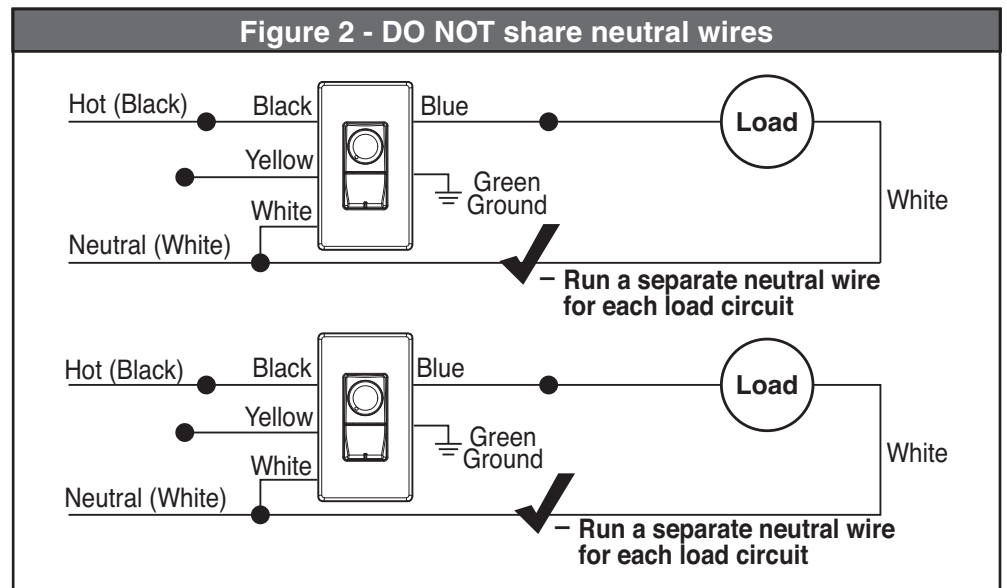 Figure 2 - DO NOT share neutral wires
Hot (Black)
Black
Blue
Load
Yellow
Green
Ground
White
White
Neutral (White)
– Run a separate neutral wire
for each load circuit
Hot (Black)
Black
Blue
Load
Yellow
Green
Ground
White
White
Neutral (White)
– Run a separate neutral wire
for each load circuit